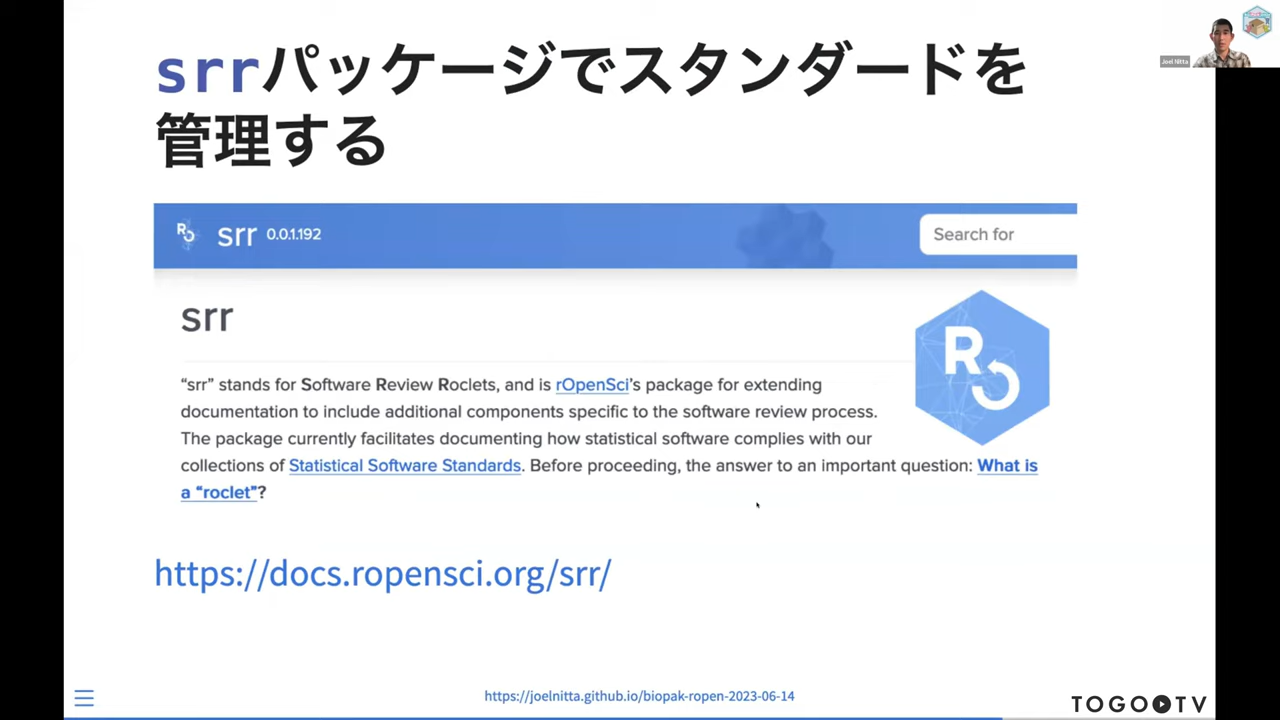 srrパッケージでスタンダードを
管理する
Joel Nitta
srr 0.0.1.192
Search for
srr
“srr” stands for Software Review Roclets, and is rOpenSci’s package for extending
documentation to include additional components specific to the software review process.
The package currently facilitates documenting how statistical software complies with our
collections of Statistical Software Standards. Before proceeding, the answer to an important question: What is
a “roclet”?
https://docs.ropensci.org/srr/
https://joelnitta.github.io/biopak-ropen-2023-06-14
TOGO TV